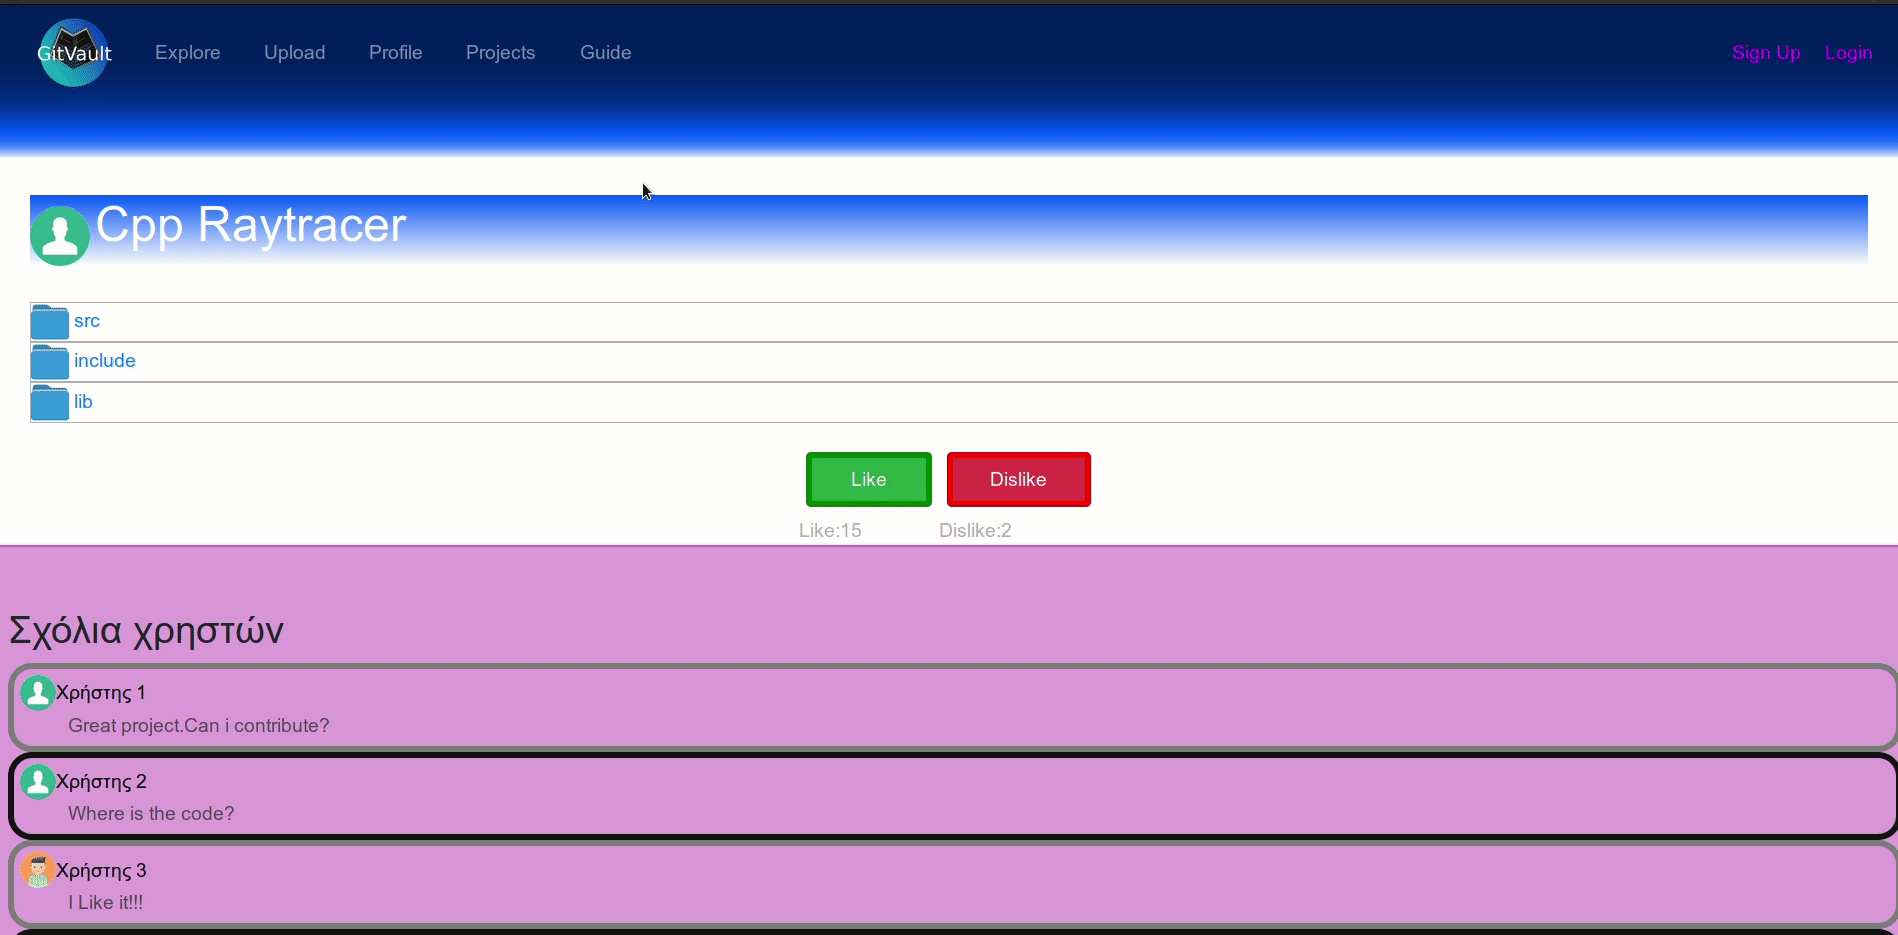 GitVault Explore Upload Profile Projects Guide Sign Up Login
Cpp Raytracer
src
include
lib
Like Dislike
Like:15 Dislike:2
Σχόλια χρηστών
Χρήστης 1
Great project.Can i contribute?
Χρήστης 2
Where is the code?
Χρήστης 3
I Like it!!!